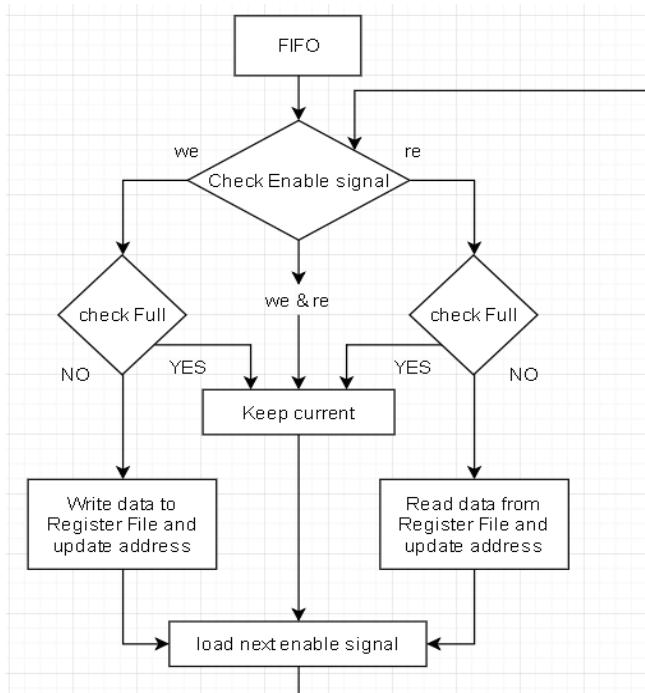 FIFO
we
re
Check Enable signal
check Full
we & re
check Full
NO
YES
YES
NO
Keep current
Write data to
Register File and
update address
Read data from
Register File and
update address
load next enable signal